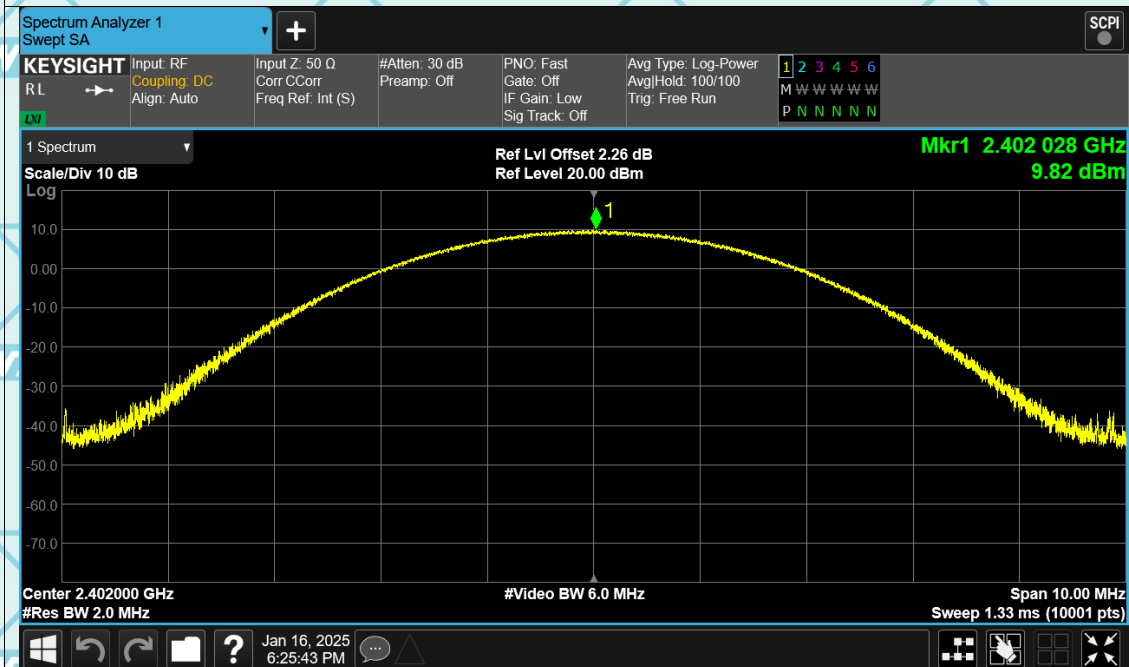 Spectrum Analyzer 1
Swept SA
+
SCPI
KEYSIGHT
RL
LXI
Input: RF
Coupling: DC
Align: Auto
Input Z: 50 Ω
Corr CCorr
Freq Ref: Int (S)
#Atten: 30 dB
Preamp: Off
PNO: Fast
Gate: Off
IF Gain: Low
Sig Track: Off
Avg Type: Log-Power
Avg|Hold: 100/100
Trig: Free Run
1 2 3 4 5 6
M W W W W W
P N N N N N
1 Spectrum
Scale/Div 10 dB
Log
Ref Lvl Offset 2.26 dB
Ref Level 20.00 dBm
Mkr1 2.402 028 GHz
9.82 dBm
1
10.0
0.00
-10.0
-20.0
-30.0
-40.0
-50.0
-60.0
-70.0
Center 2.402000 GHz
#Res BW 2.0 MHz
#Video BW 6.0 MHz
Span 10.00 MHz
Sweep 1.33 ms (10001 pts)
?
Jan 16, 2025
6:25:43 PM